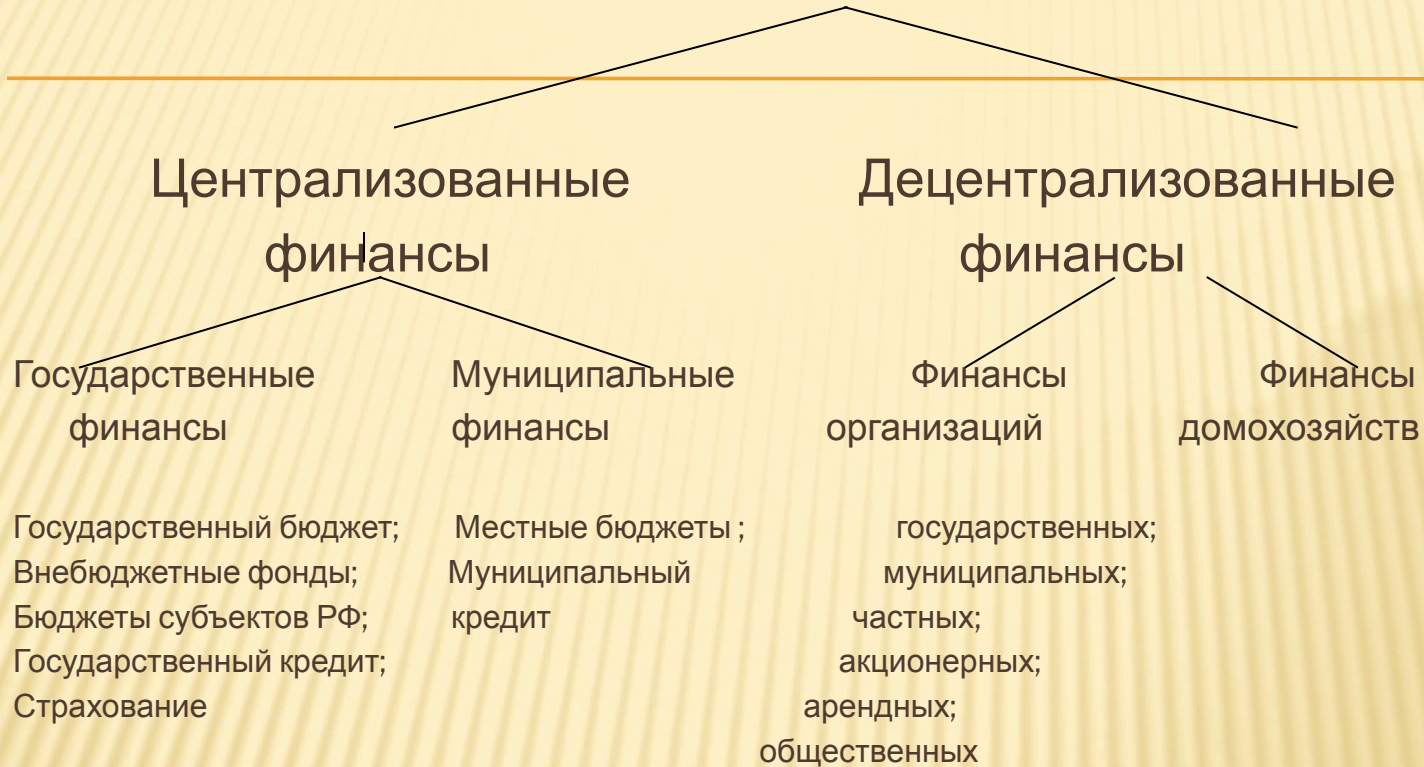 Централизованные Децентрализованные
финансы финансы
Государственные Муниципальные Финансы Финансы
финансы финансы организаций домохозяйств
Государственный бюджет; Местные бюджеты ; государственных;
Внебюджетные фонды; Муниципальный муниципальных;
Бюджеты субъектов РФ; кредит частных;
Государственный кредит; акционерных;
Страхование арендных;
общественных